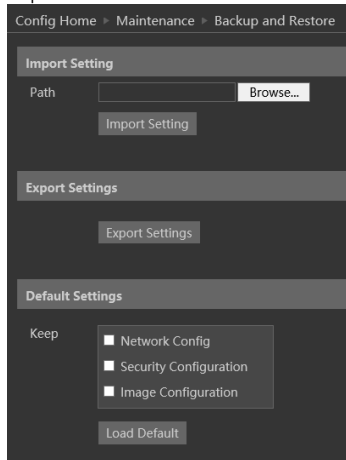 Config Home ▶ Maintenance ▶ Backup and Restore
Import Setting
Path Browse...
Import Setting
Export Settings
Export Settings
Default Settings
Keep
Network Config
Security Configuration
Image Configuration
Load Default